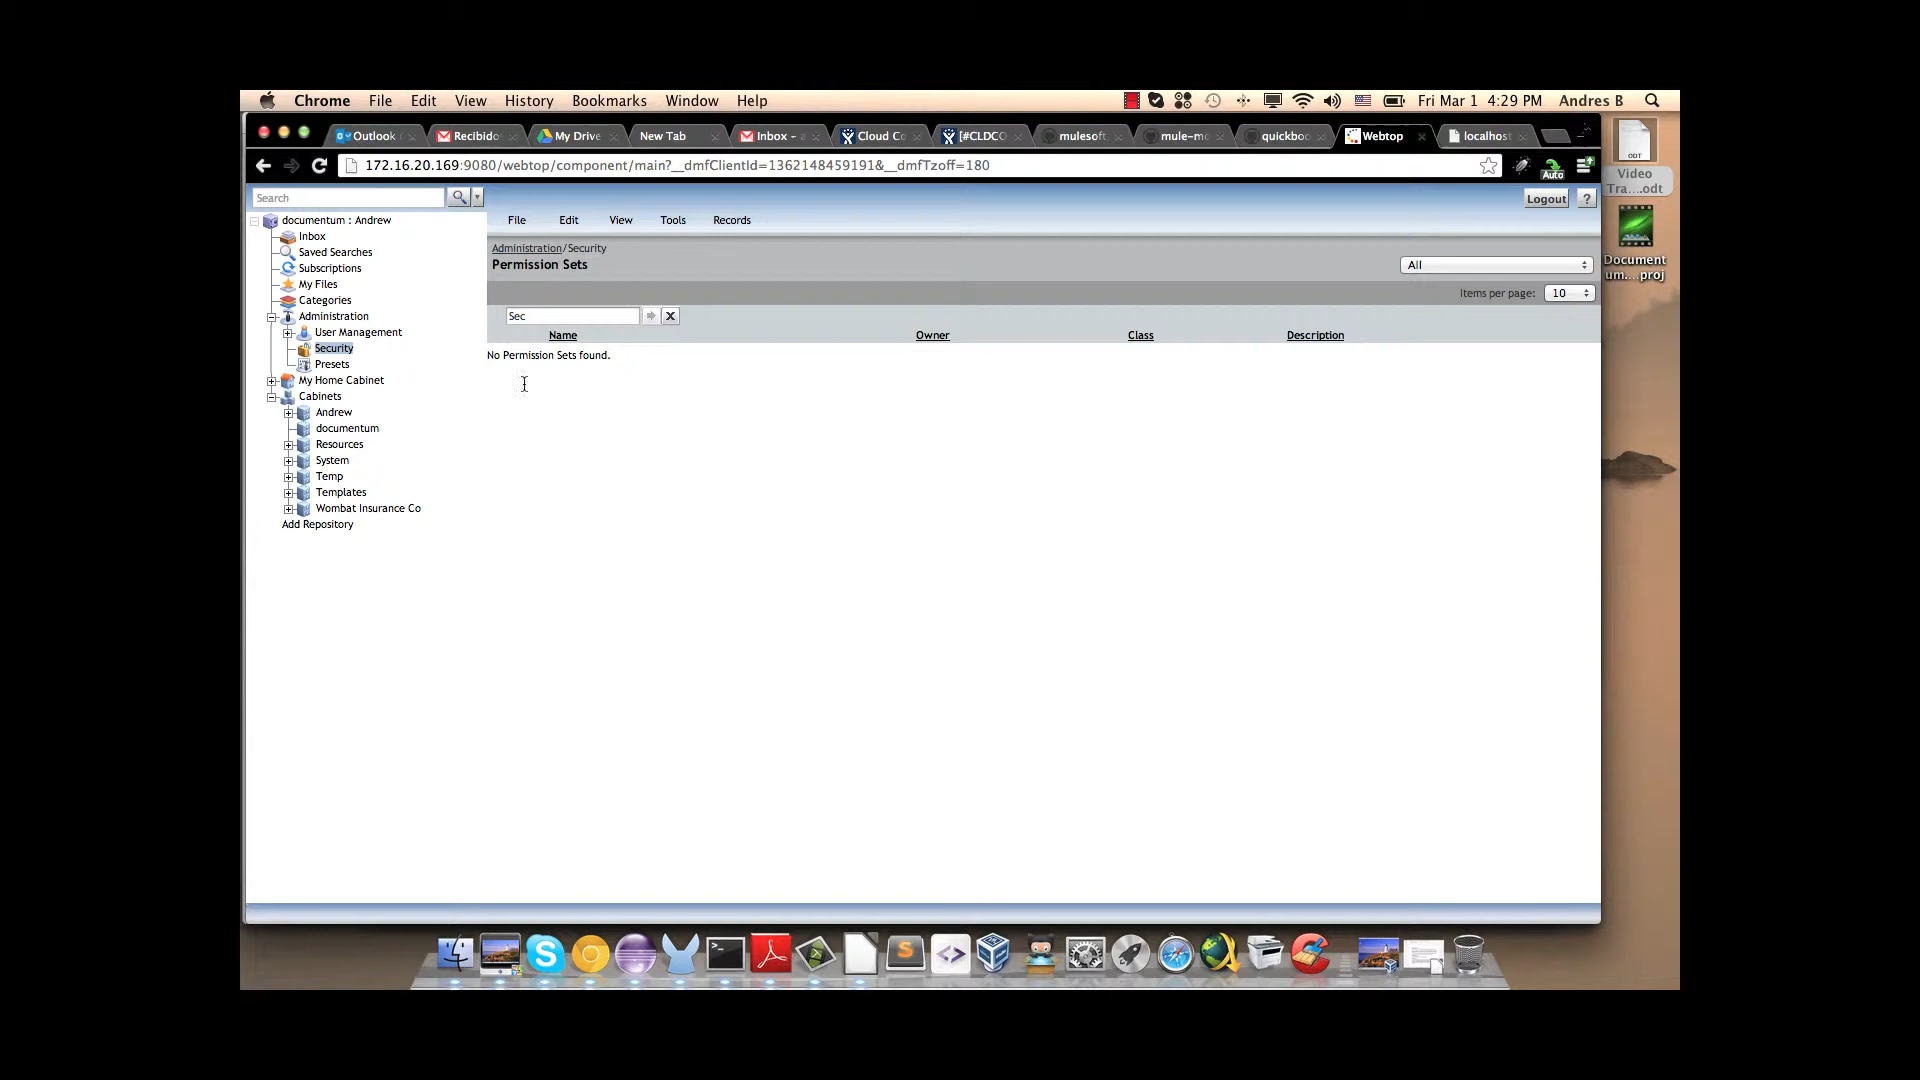 Chrome File Edit View History Bookmarks Window Help Fri Mar 1 4:29 PM Andres B
Outlook Recibido My Drive New Tab Inbox - a Cloud Co [#CLDCO mulesoft mule-mo quickboo Webtop localhost
172.16.20.169:9080/webtop/component/main?__dmfClientId=1362148459191&__dmfTzoff=180
Auto
ODT
Video
Tra....odt
Document
um....proj
Search
Logout ?
documentum : Andrew
Inbox
Saved Searches
Subscriptions
My Files
Categories
Administration
User Management
Security
Presets
My Home Cabinet
Cabinets
Andrew
documentum
Resources
System
Temp
Templates
Wombat Insurance Co
Add Repository
File Edit View Tools Records
Administration/Security
Permission Sets
All
Items per page: 10
Sec
Name Owner Class Description
No Permission Sets found.